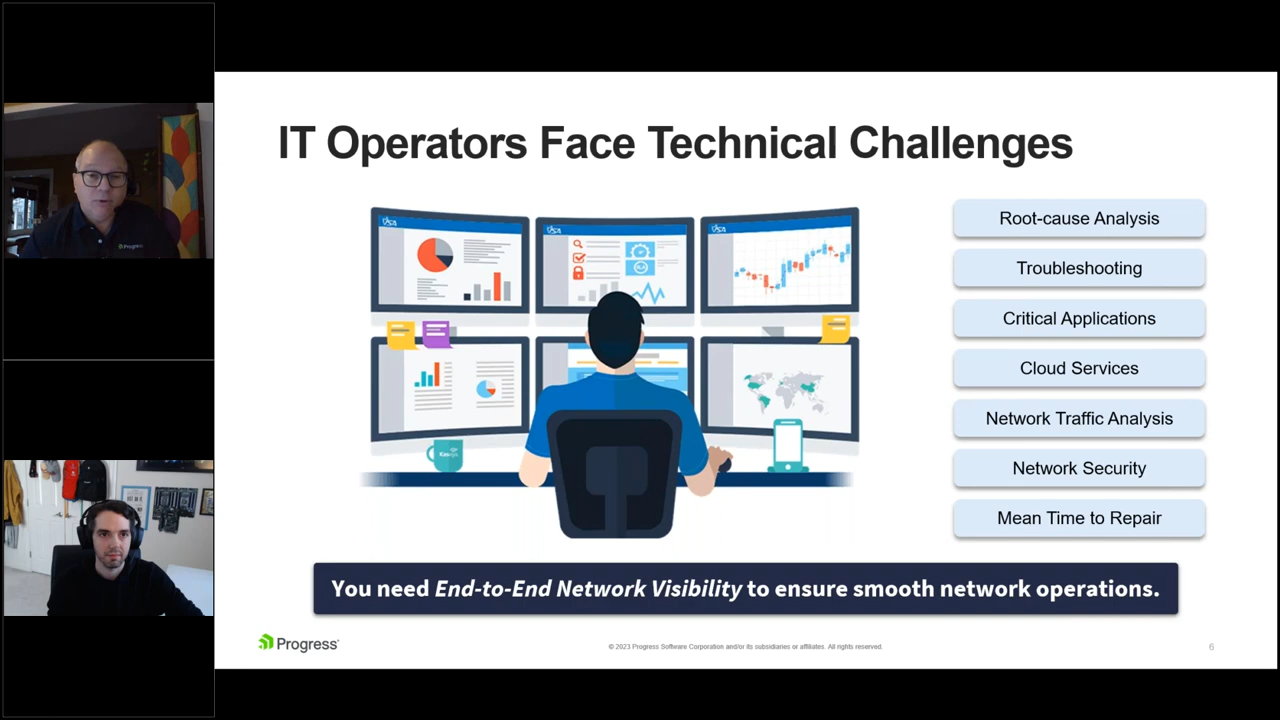 IT Operators Face Technical Challenges
Root-cause Analysis
Troubleshooting
Critical Applications
Cloud Services
Network Traffic Analysis
Network Security
Mean Time to Repair
You need End-to-End Network Visibility to ensure smooth network operations.
Progress
© 2023 Progress Software Corporation and/or its subsidiaries or affiliates. All rights reserved.
6
Progress